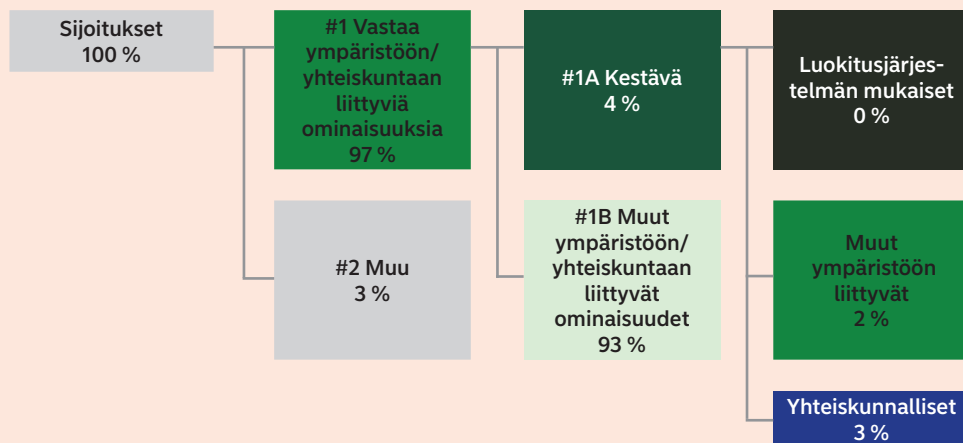 Sijoitukset
100 %
#1 Vastaa
ympäristöön/
yhteiskuntaan
liittyviä
ominaisuuksia
97 %
#2 Muu
3 %
#1A Kestävä
4 %
#1B Muut
ympäristöön/
yhteiskuntaan
liittyvät
ominaisuudet
93 %
Luokitusjärjes-
telmän mukaiset
0 %
Muut
ympäristöön
liittyvät
2 %
Yhteiskunnalliset
3 %